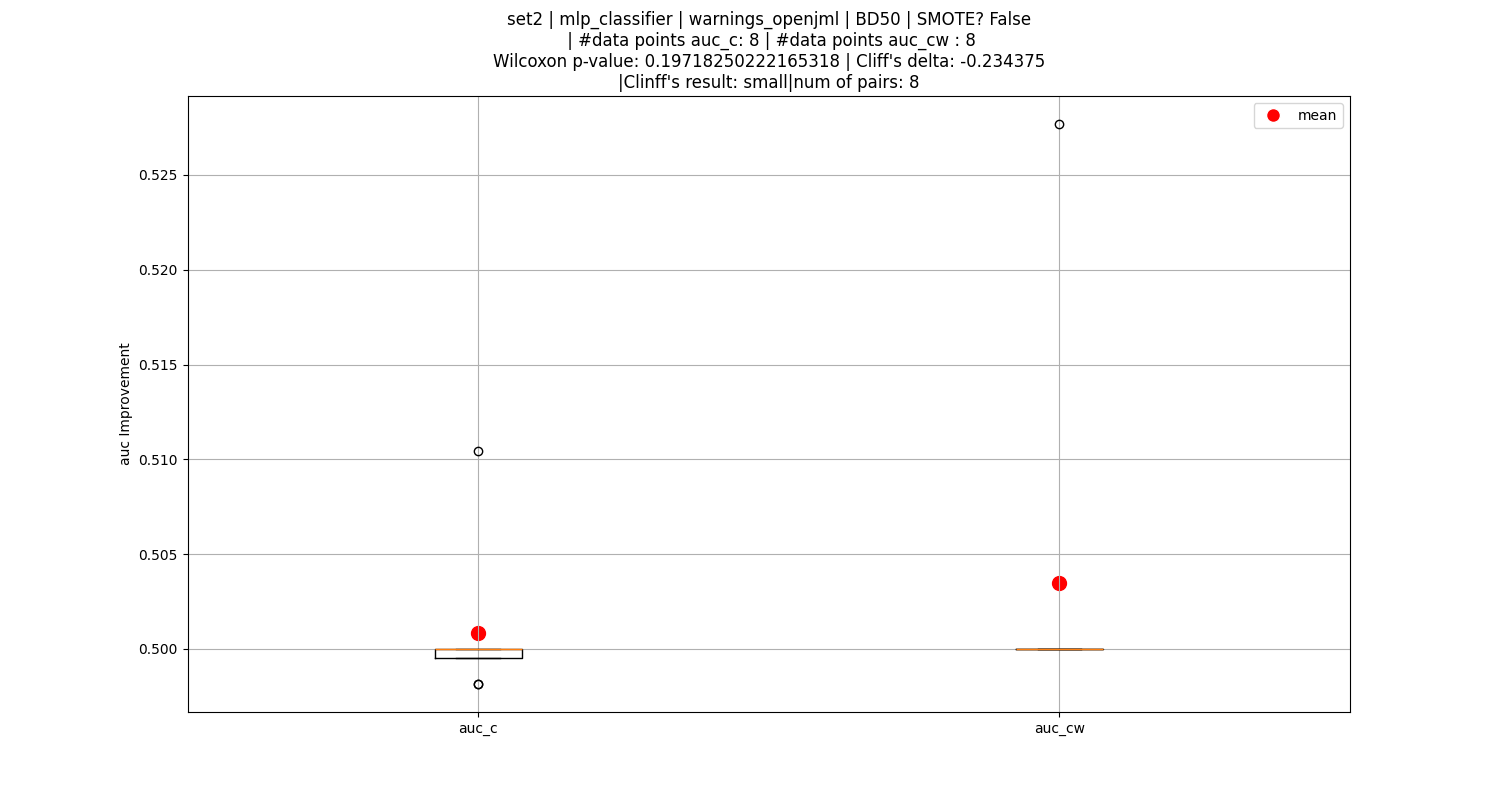 set2 | mlp_classifier | warnings_openjml | BD50 | SMOTE? False
| #data points auc_c: 8 | #data points auc_cw : 8
Wilcoxon p-value: 0.19718250222165318 | Cliff's delta: -0.234375
|Clinff's result: small|num of pairs: 8
mean
0.525
0.520
0.515
0.510
0.505
0.500
auc Improvement
auc_c
auc_cw